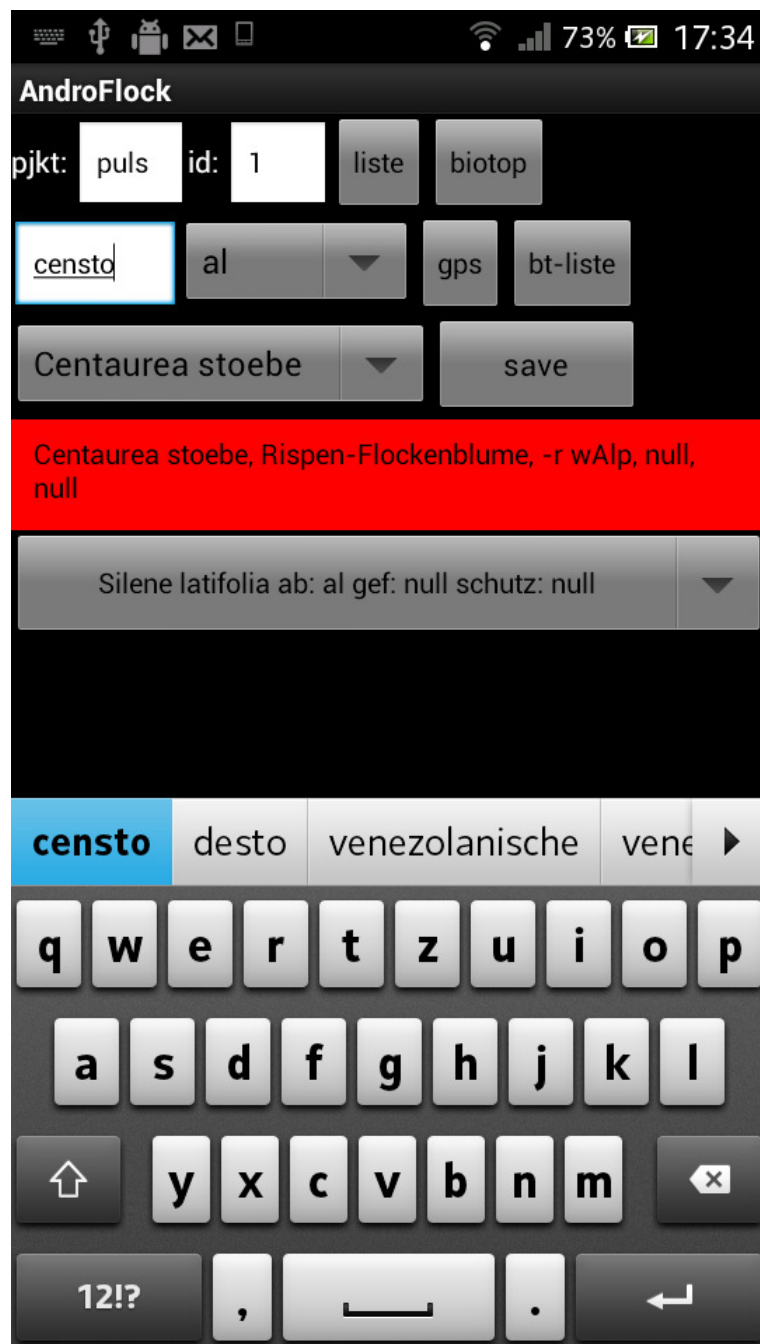 73% 17:34
AndroFlock
pjkt: puls id: 1 liste biotop
censto al gps bt-liste
Centaurea stoebe save
Centaurea stoebe, Rispen-Flockenblume, -r wAlp, null,
null
Silene latifolia ab: al gef: null schutz: null
censto desto venezolanische vene
q w e r t z u i o p
a s d f g h j k l
y x c v b n m
12!? , .